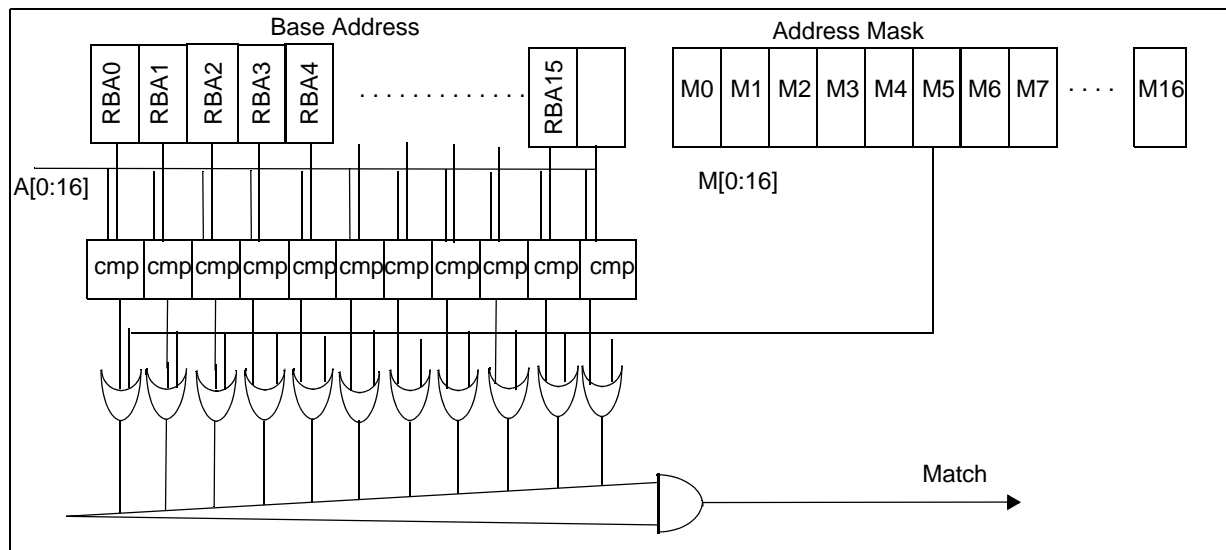 Base Address
Address Mask
RBA0 RBA1 RBA2 RBA3 RBA4 . . . . . . . . . . . . . RBA15
M0 M1 M2 M3 M4 M5 M6 M7 . . . . M16
A[0:16]
M[0:16]
cmp cmp cmp cmp cmp cmp cmp cmp cmp cmp cmp
Match